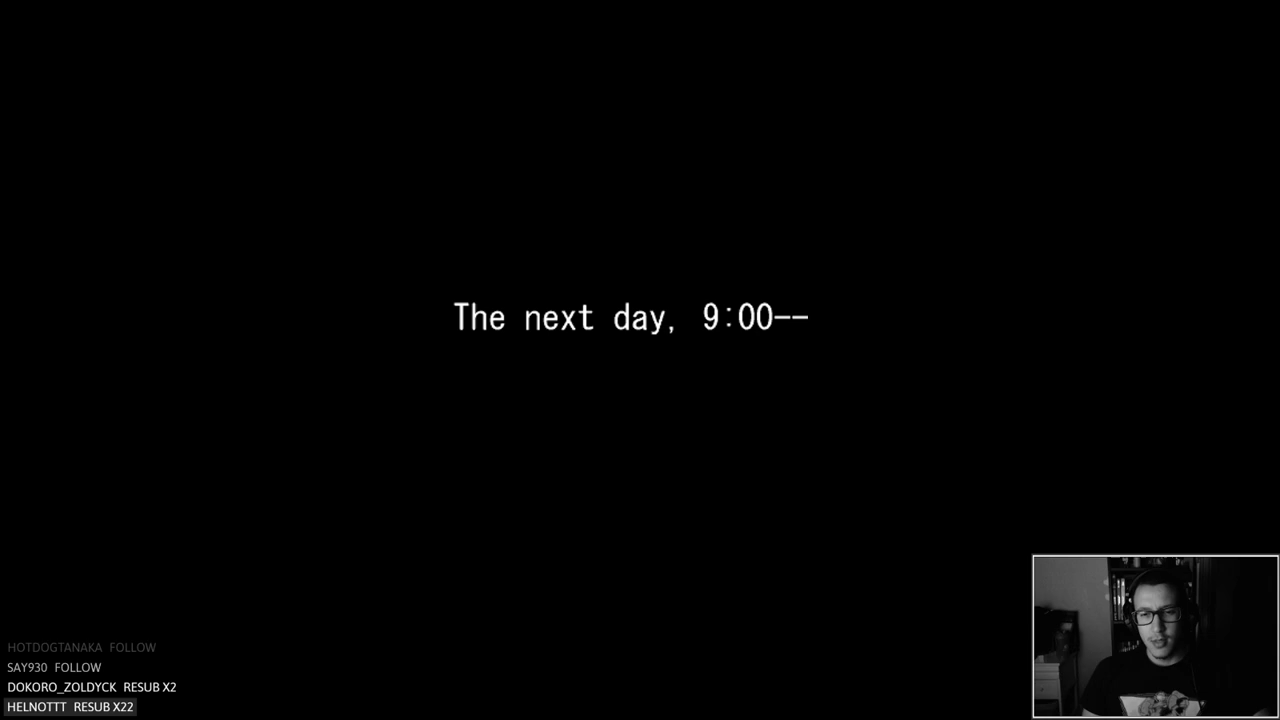 The next day, 9:00--
HOTDOGTANAKA FOLLOW
SAY930 FOLLOW
DOKORO_ZOLDYCK RESUB X2
HELNOTTT RESUB X22